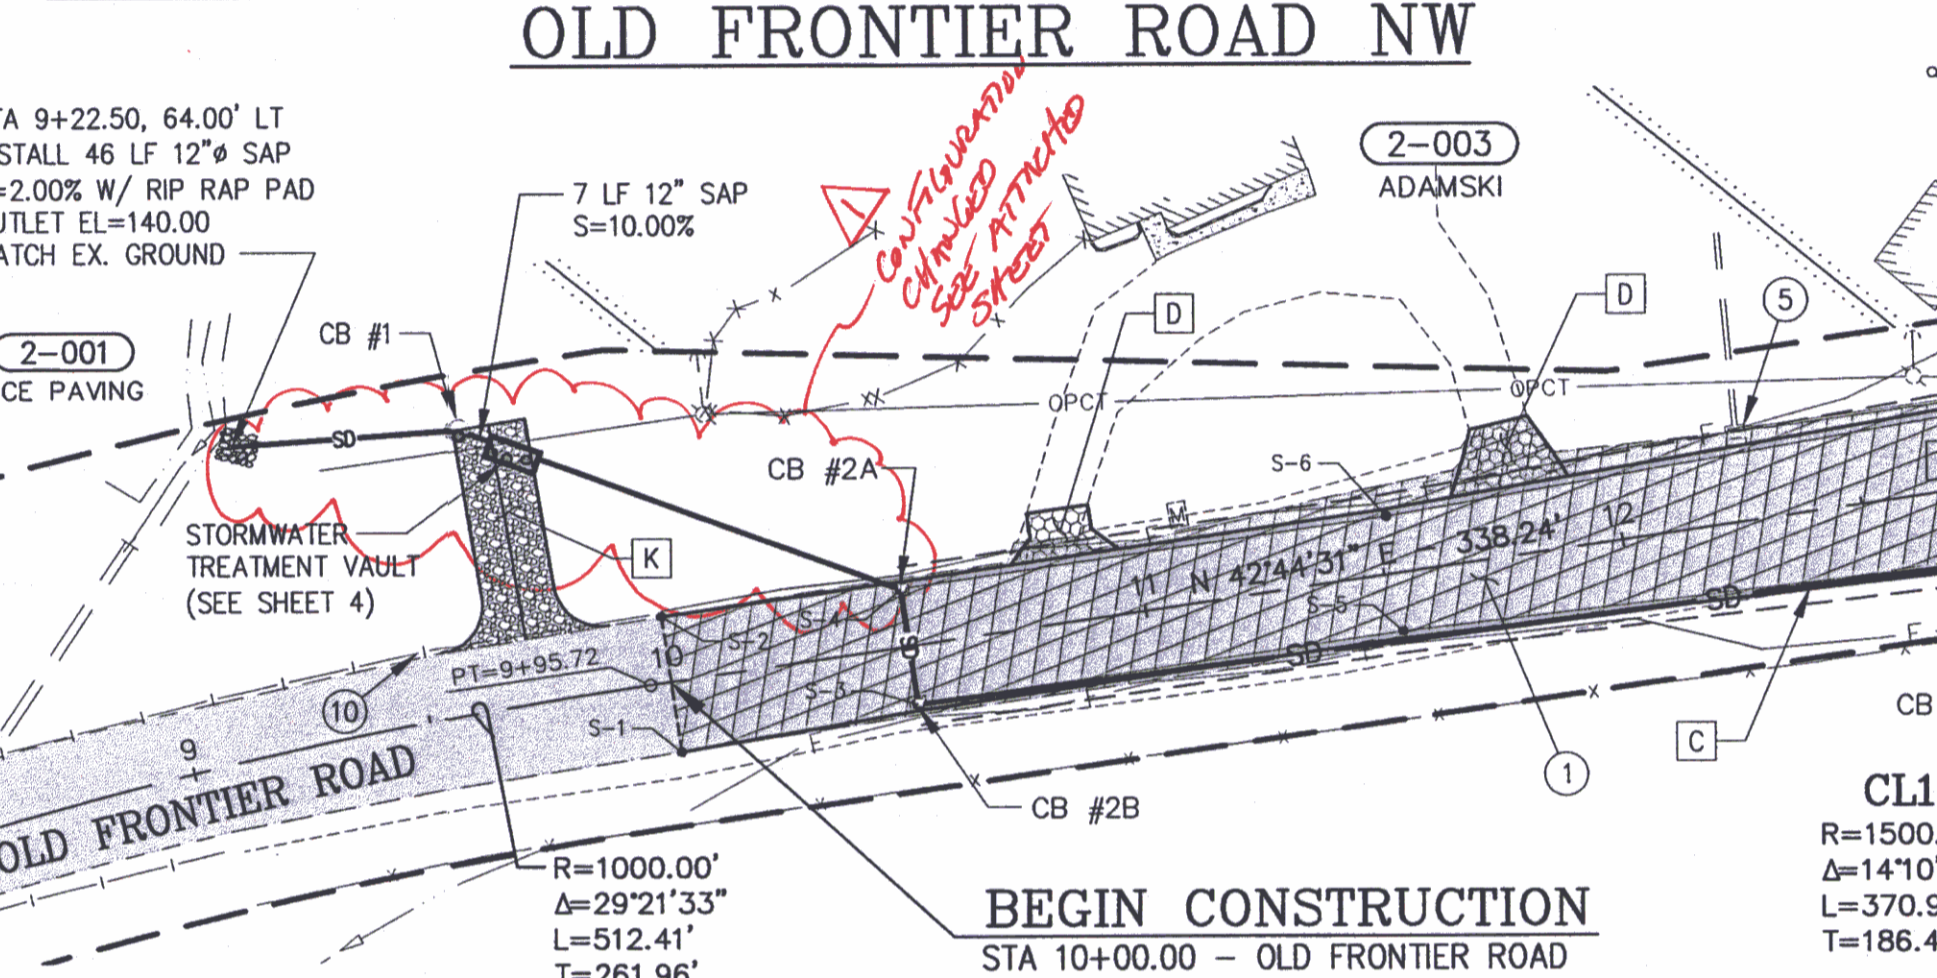 OLD FRONTIER ROAD NW
TA 9+22.50, 64.00' LT
STALL 46 LF 12"ø SAP
=2.00% W/ RIP RAP PAD
UTLET EL=140.00
ATCH EX. GROUND
7 LF 12" SAP
S=10.00%
1
CONFIGURATION
CHANGED
SEE ATTACHED
SHEET
2-003
ADAMSKI
D
D
5
CB #1
2-001
CE PAVING
OPCT
OPCT
SD
CB #2A
S-6
M
STORMWATER
TREATMENT VAULT
(SEE SHEET 4)
K
12
11 N 42°44'31" E - 338.24'
S-4
S-5
SD
S-2
10
SD
SD
PT=9+95.72
S-3
10
S-1
9
OLD FRONTIER ROAD
C
CB
1
CB #2B
CL1
R=1500.
Δ=14°10'
L=370.9
T=186.4
R=1000.00'
Δ=29°21'33"
L=512.41'
T=261.96'
BEGIN CONSTRUCTION
STA 10+00.00 - OLD FRONTIER ROAD